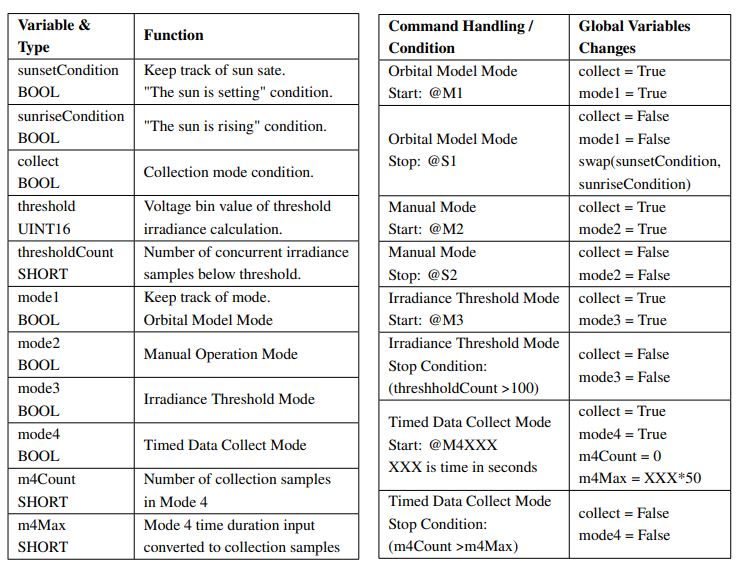 Variable &
Type
Function
sunsetCondition
BOOL
Keep track of sun sate.
"The sun is setting" condition.
sunriseCondition
BOOL
"The sun is rising" condition.
collect
BOOL
Collection mode condition.
threshold
UINT16
Voltage bin value of threshold
irradiance calculation.
thresholdCount
SHORT
Number of concurrent irradiance
samples below threshold.
mode1
BOOL
Keep track of mode.
Orbital Model Mode
mode2
BOOL
Manual Operation Mode
mode3
BOOL
Irradiance Threshold Mode
mode4
BOOL
Timed Data Collect Mode
m4Count
SHORT
Number of collection samples
in Mode 4
m4Max
SHORT
Mode 4 time duration input
converted to collection samples
Command Handling /
Condition
Global Variables
Changes
Orbital Model Mode
Start: @M1
collect = True
mode1 = True
Orbital Model Mode
Stop: @S1
collect = False
mode1 = False
swap(sunsetCondition,
sunriseCondition)
Manual Mode
Start: @M2
collect = True
mode2 = True
Manual Mode
Stop: @S2
collect = False
mode2 = False
Irradiance Threshold Mode
Start: @M3
collect = True
mode3 = True
Irradiance Threshold Mode
Stop Condition:
(threshholdCount >100)
collect = False
mode3 = False
Timed Data Collect Mode
Start: @M4XXX
XXX is time in seconds
collect = True
mode4 = True
m4Count = 0
m4Max = XXX*50
Timed Data Collect Mode
Stop Condition:
(m4Count >m4Max)
collect = False
mode4 = False